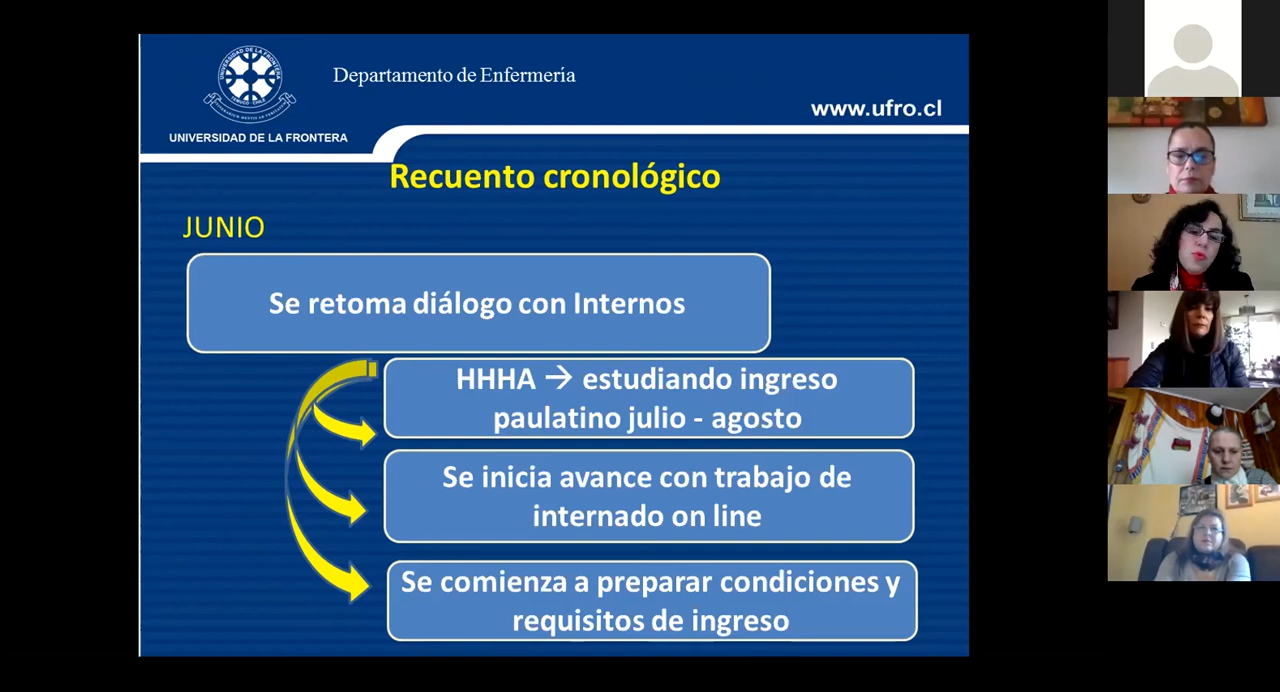 Departamento de Enfermería
www.ufro.cl
UNIVERSIDAD DE LA FRONTERA
Recuento cronológico
JUNIO
Se retoma diálogo con Internos
HHHA → estudiando ingreso
paulatino julio - agosto
Se inicia avance con trabajo de
internado on line
Se comienza a preparar condiciones y
requisitos de ingreso